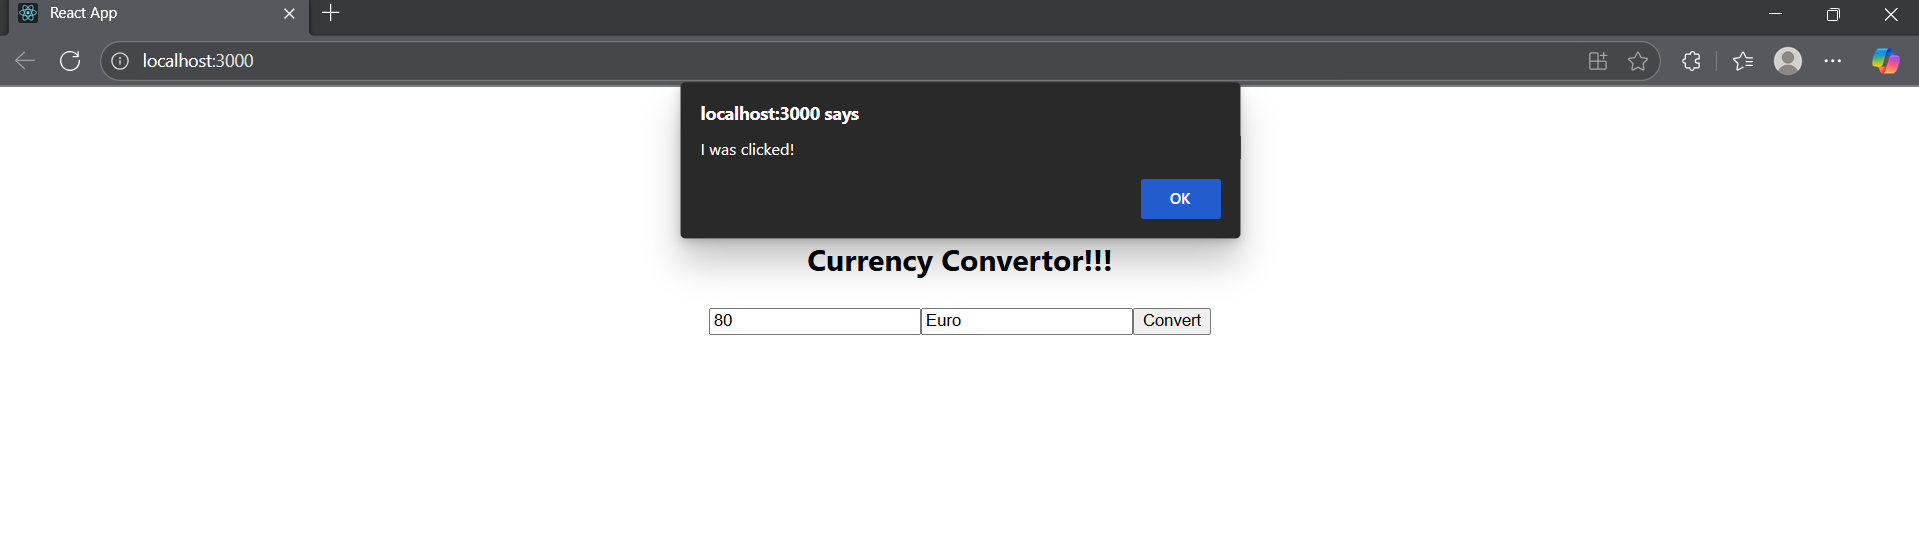 React App
localhost:3000
localhost:3000 says
I was clicked!
OK
Currency Convertor!!!
80 Euro Convert